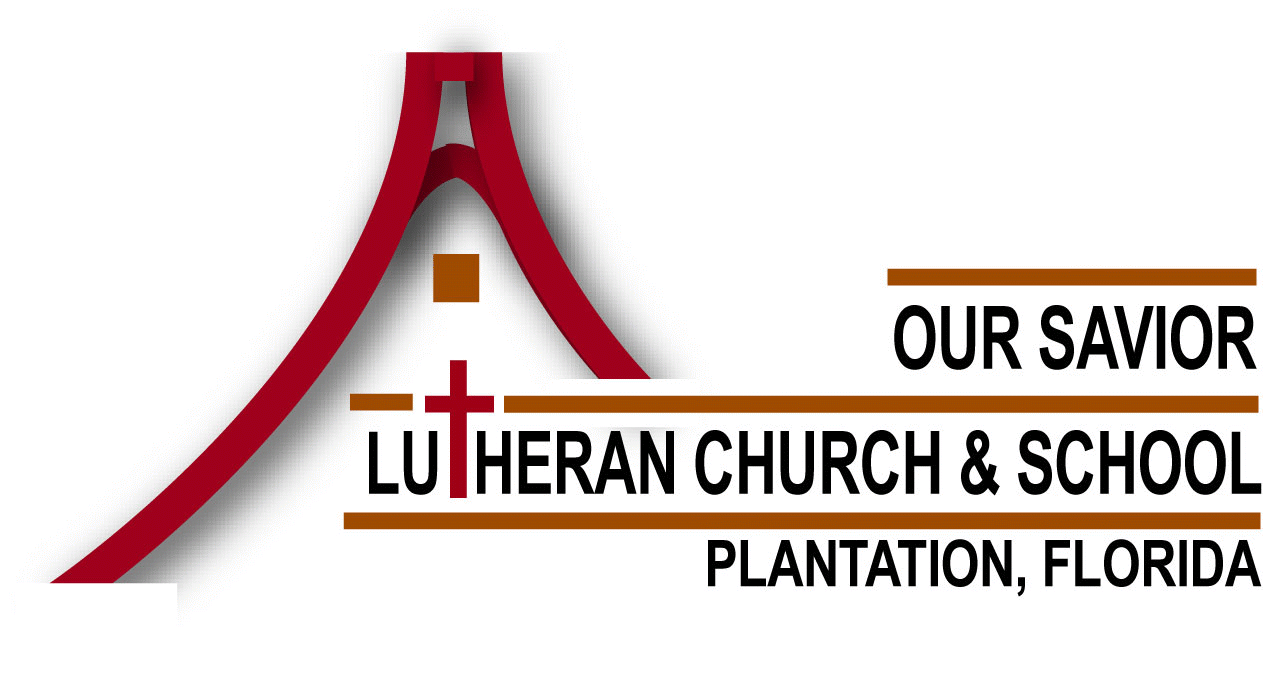 OUR SAVIOR
LUTHERAN CHURCH & SCHOOL
PLANTATION, FLORIDA